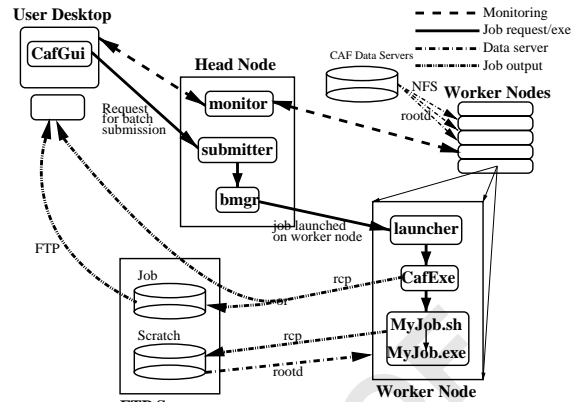 User Desktop
CafGui
Monitoring
Job request/exe
Data server
Job output
Head Node
CAF Data Servers
NFS
rootd
Worker Nodes
Request
for batch
submission
monitor
submitter
bmgr
job launched
on worker node
launcher
CafExe
MyJob.sh
MyJob.exe
Worker Node
FTP
Job
Scratch
rcp
or
rcp
rootd